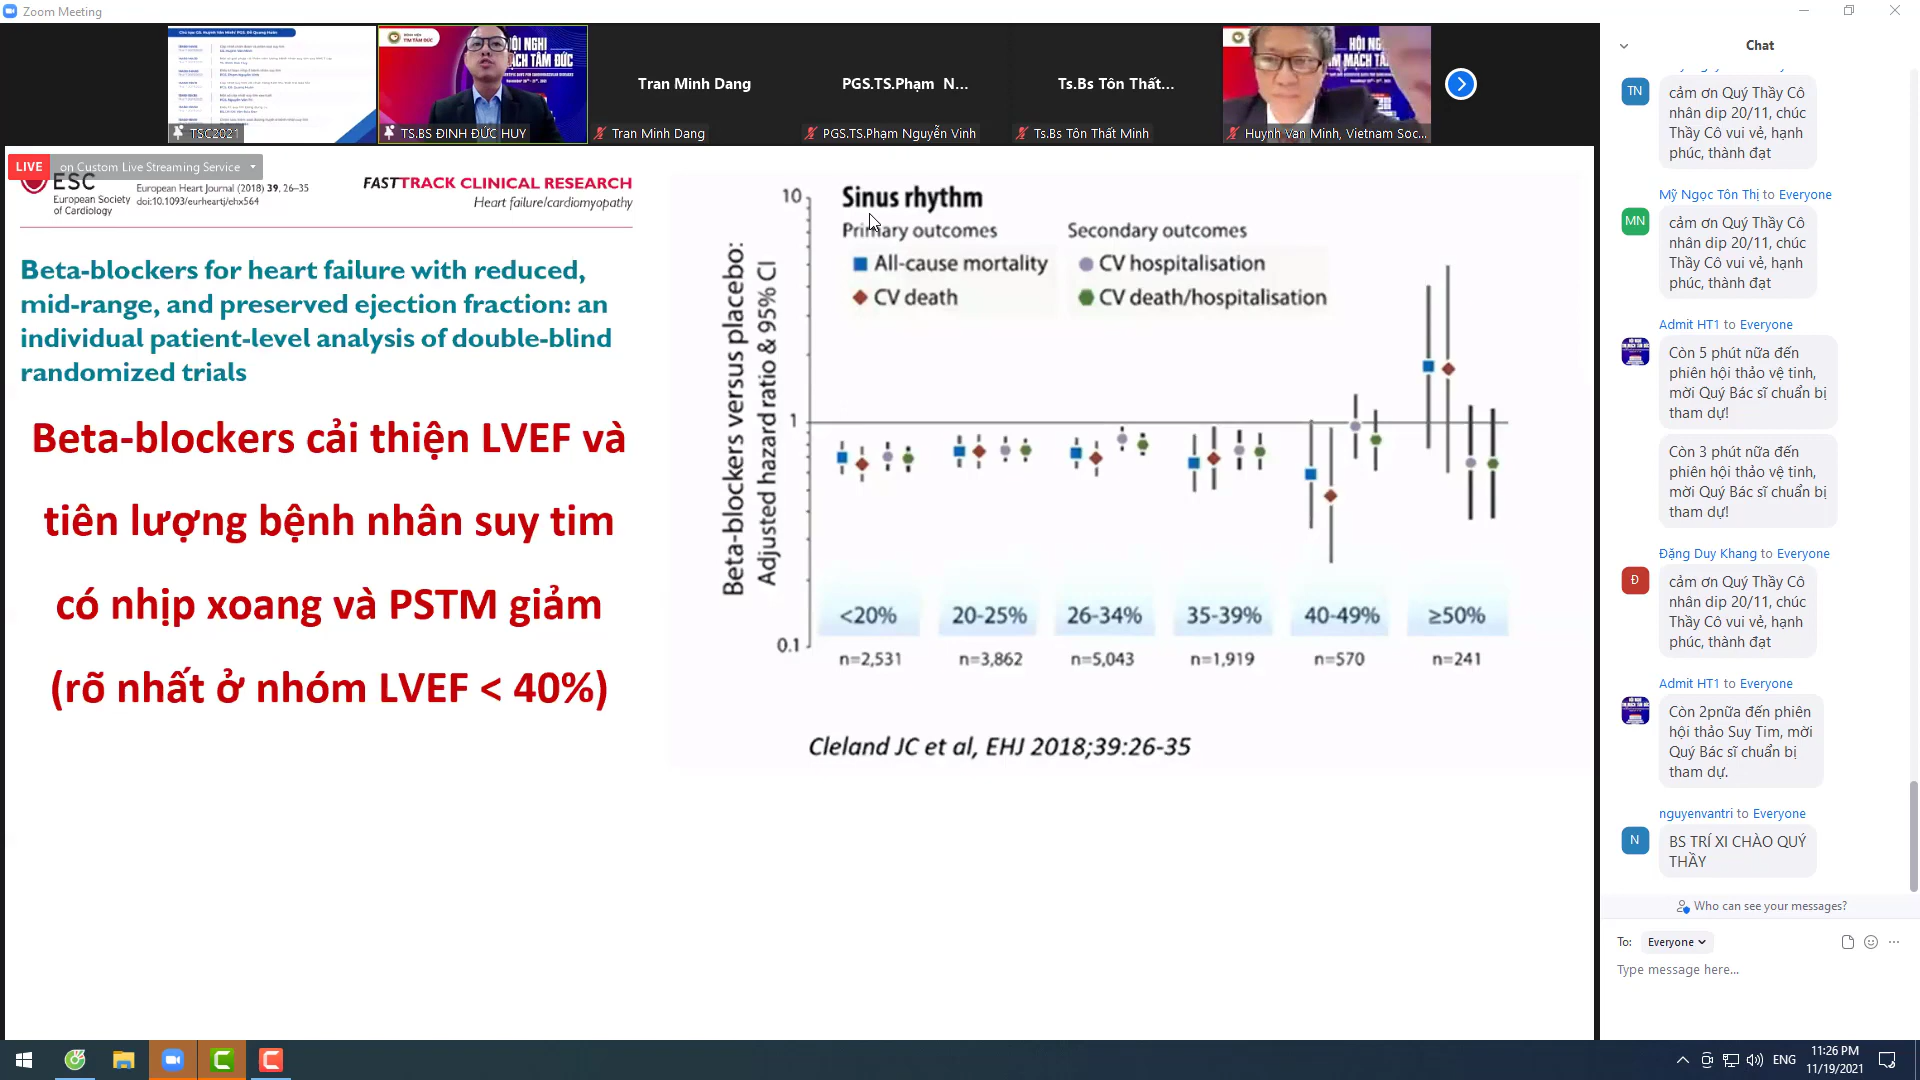 Zoom Meeting
TSC2021
BỆNH VIỆN
TIM TÂM ĐỨC
TS.BS ĐINH ĐỨC HUY
Tran Minh Dang
Tran Minh Dang
PGS.TS.Phạm N...
PGS.TS.Phạm Nguyễn Vinh
Ts.Bs Tôn Thất...
Ts.Bs Tôn Thất Minh
Huynh Van Minh, Vietnam Soc...
LIVE
on Custom Live Streaming Service
ESC
European Society
of Cardiology
European Heart Journal (2018) 39, 26–35
doi:10.1093/eurheartj/ehx564
FASTTRACK CLINICAL RESEARCH
Heart failure/cardiomyopathy
Beta-blockers for heart failure with reduced,
mid-range, and preserved ejection fraction: an
individual patient-level analysis of double-blind
randomized trials
Beta-blockers cải thiện LVEF và
tiên lượng bệnh nhân suy tim
có nhịp xoang và PSTM giảm
(rõ nhất ở nhóm LVEF < 40%)
Beta-blockers versus placebo:
Adjusted hazard ratio & 95% CI
10
1
0.1
Sinus rhythm
Primary outcomes
All-cause mortality
CV death
Secondary outcomes
CV hospitalisation
CV death/hospitalisation
<20% 20-25% 26-34% 35-39% 40-49% ≥50%
n=2,531 n=3,862 n=5,043 n=1,919 n=570 n=241
Cleland JC et al, EHJ 2018;39:26-35
Chat
TN
cảm ơn Quý Thầy Cô
nhân dip 20/11, chúc
Thầy Cô vui vẻ, hạnh
phúc, thành đạt
Mỹ Ngọc Tôn Thị to Everyone
MN
cảm ơn Quý Thầy Cô
nhân dip 20/11, chúc
Thầy Cô vui vẻ, hạnh
phúc, thành đạt
Admit HT1 to Everyone
Còn 5 phút nữa đến
phiên hội thảo vệ tinh,
mời Quý Bác sĩ chuẩn bị
tham dự!
Còn 3 phút nữa đến
phiên hội thảo vệ tinh,
mời Quý Bác sĩ chuẩn bị
tham dự!
Đặng Duy Khang to Everyone
Đ
cảm ơn Quý Thầy Cô
nhân dip 20/11, chúc
Thầy Cô vui vẻ, hạnh
phúc, thành đạt
Admit HT1 to Everyone
Còn 2pnữa đến phiên
hội thảo Suy Tim, mời
Quý Bác sĩ chuẩn bị
tham dự.
nguyenvantri to Everyone
N
BS TRÍ XI CHÀO QUÝ
THẦY
Who can see your messages?
To: Everyone
Type message here...
ENG
11:26 PM
11/19/2021